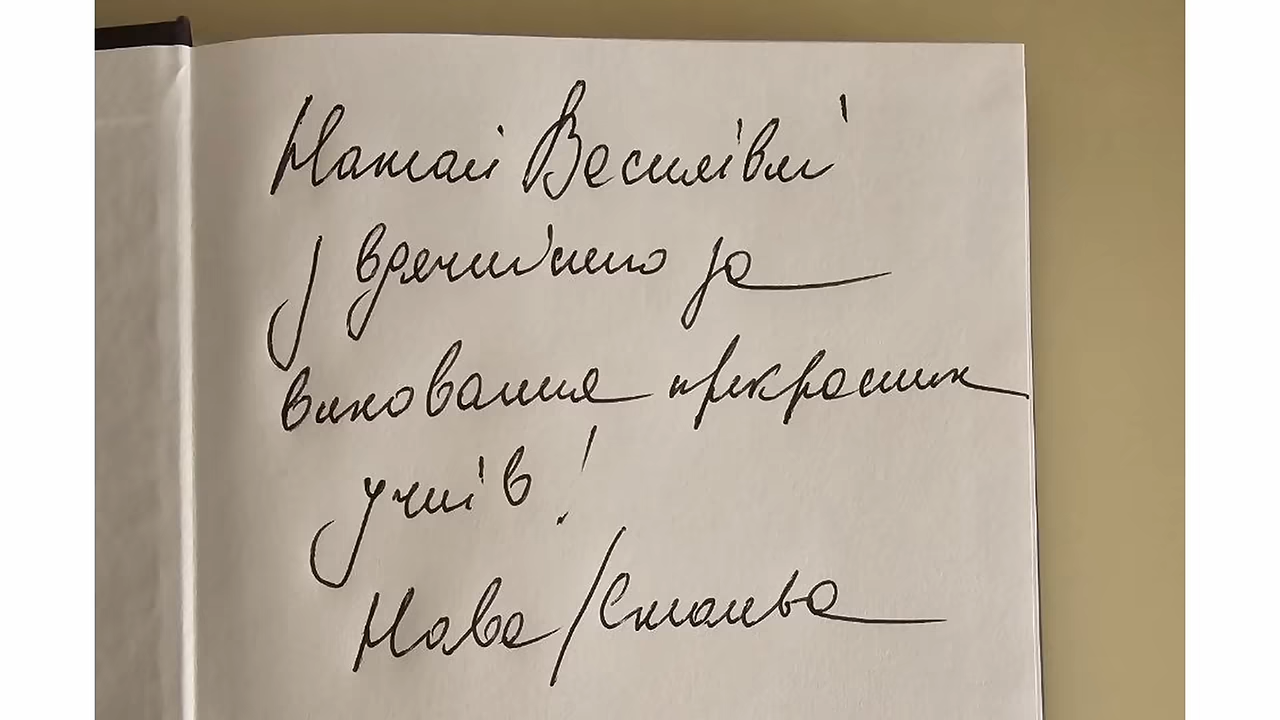 Наталі Василівні
з вдячністю за
виховання прекрасних
учнів!